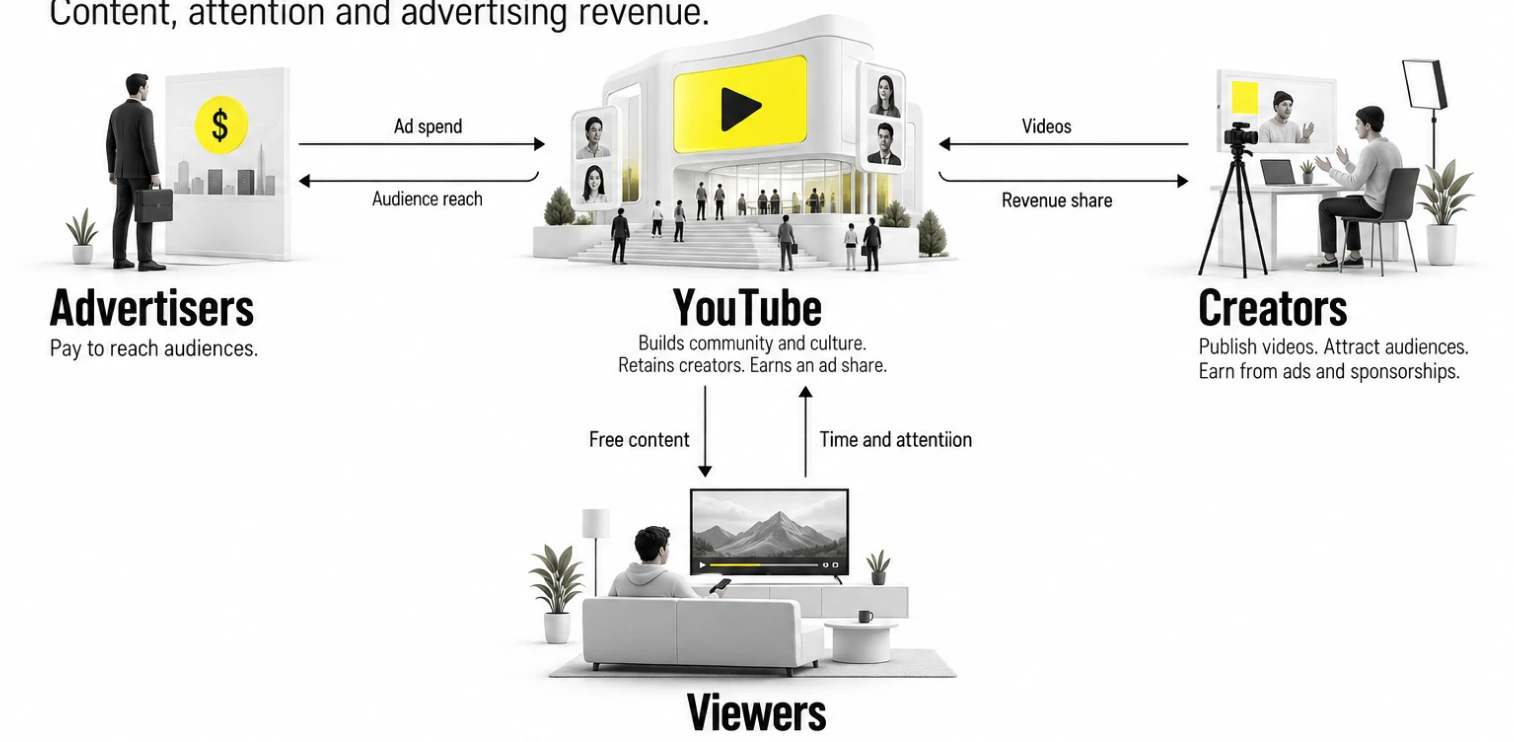 Content, attention and advertising revenue.
$
Ad spend
Audience reach
Videos
Revenue share
Advertisers
Pay to reach audiences.
YouTube
Builds community and culture.
Retains creators. Earns an ad share.
Creators
Publish videos. Attract audiences.
Earn from ads and sponsorships.
Free content
Time and attentiion
Viewers